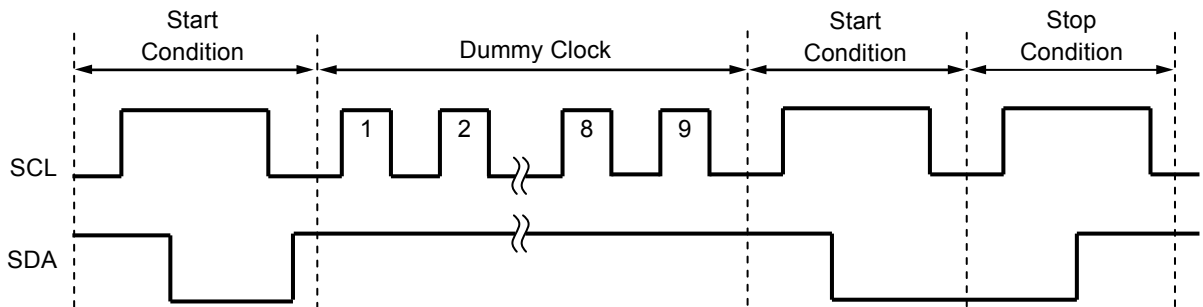 Start
Condition
Dummy Clock
Start
Condition
Stop
Condition
1 2 8 9
SCL
SDA